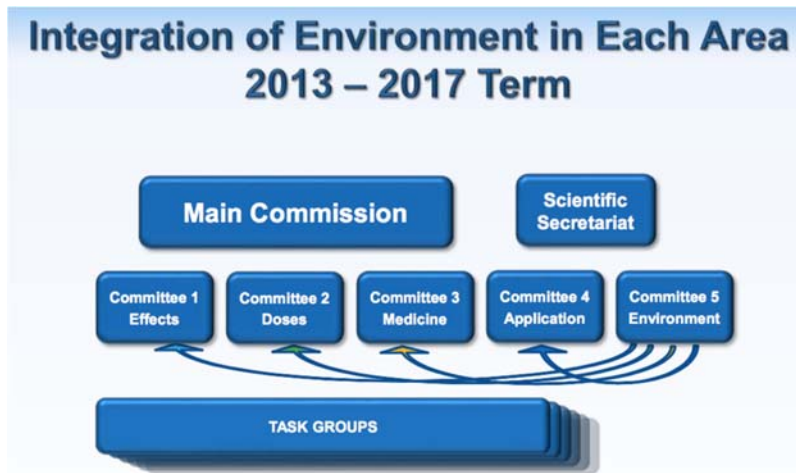 Integration of Environment in Each Area
2013 – 2017 Term
Main Commission
Scientific
Secretariat
Committee 1
Effects
Committee 2
Doses
Committee 3
Medicine
Committee 4
Application
Committee 5
Environment
TASK GROUPS